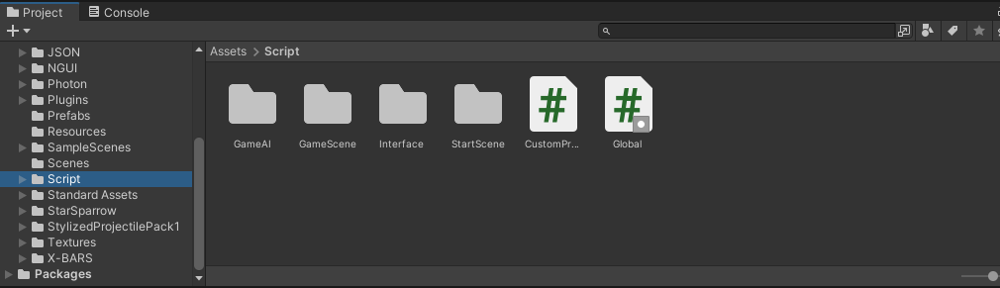 Project
Console
JSON
NGUI
Photon
Plugins
Prefabs
Resources
SampleScenes
Scenes
Script
Standard Assets
StarSparrow
StylizedProjectilePack1
Textures
X-BARS
Packages
Assets > Script
GameAI
GameScene
Interface
StartScene
CustomPr...
Global